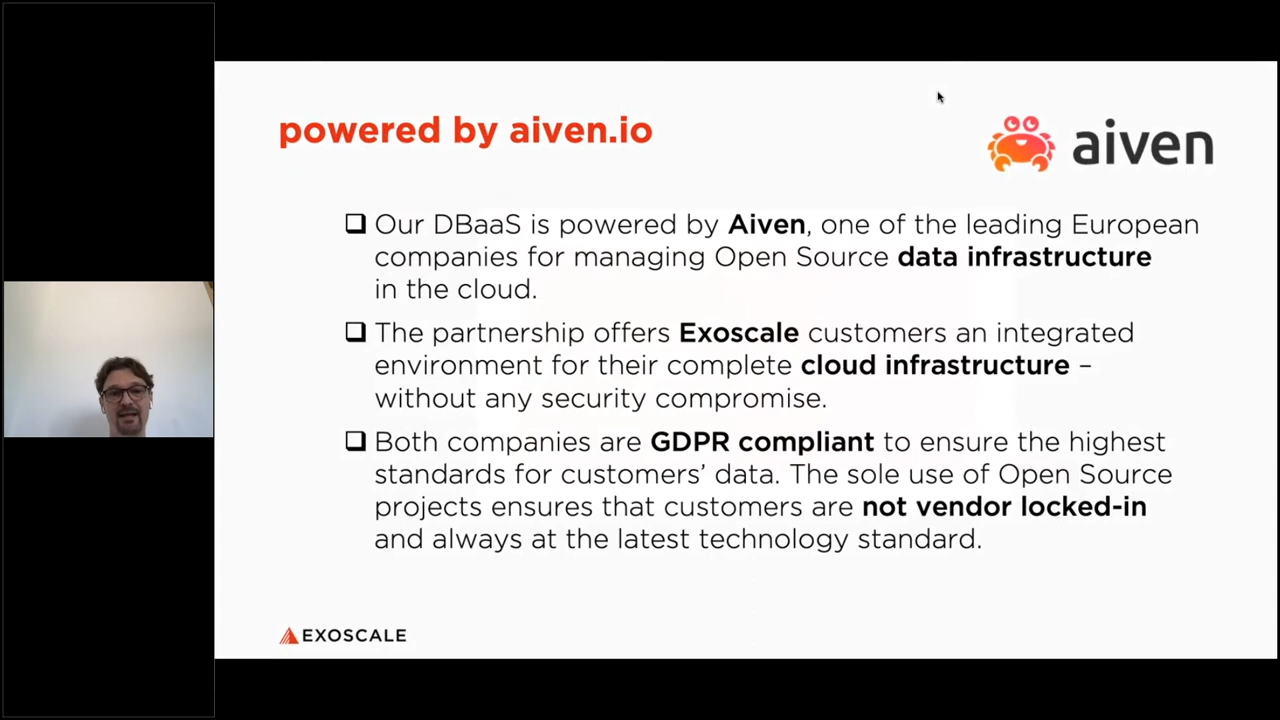 powered by aiven.io
aiven
Our DBaaS is powered by Aiven, one of the leading European
companies for managing Open Source data infrastructure
in the cloud.
The partnership offers Exoscale customers an integrated
environment for their complete cloud infrastructure –
without any security compromise.
Both companies are GDPR compliant to ensure the highest
standards for customers’ data. The sole use of Open Source
projects ensures that customers are not vendor locked-in
and always at the latest technology standard.
EXOSCALE